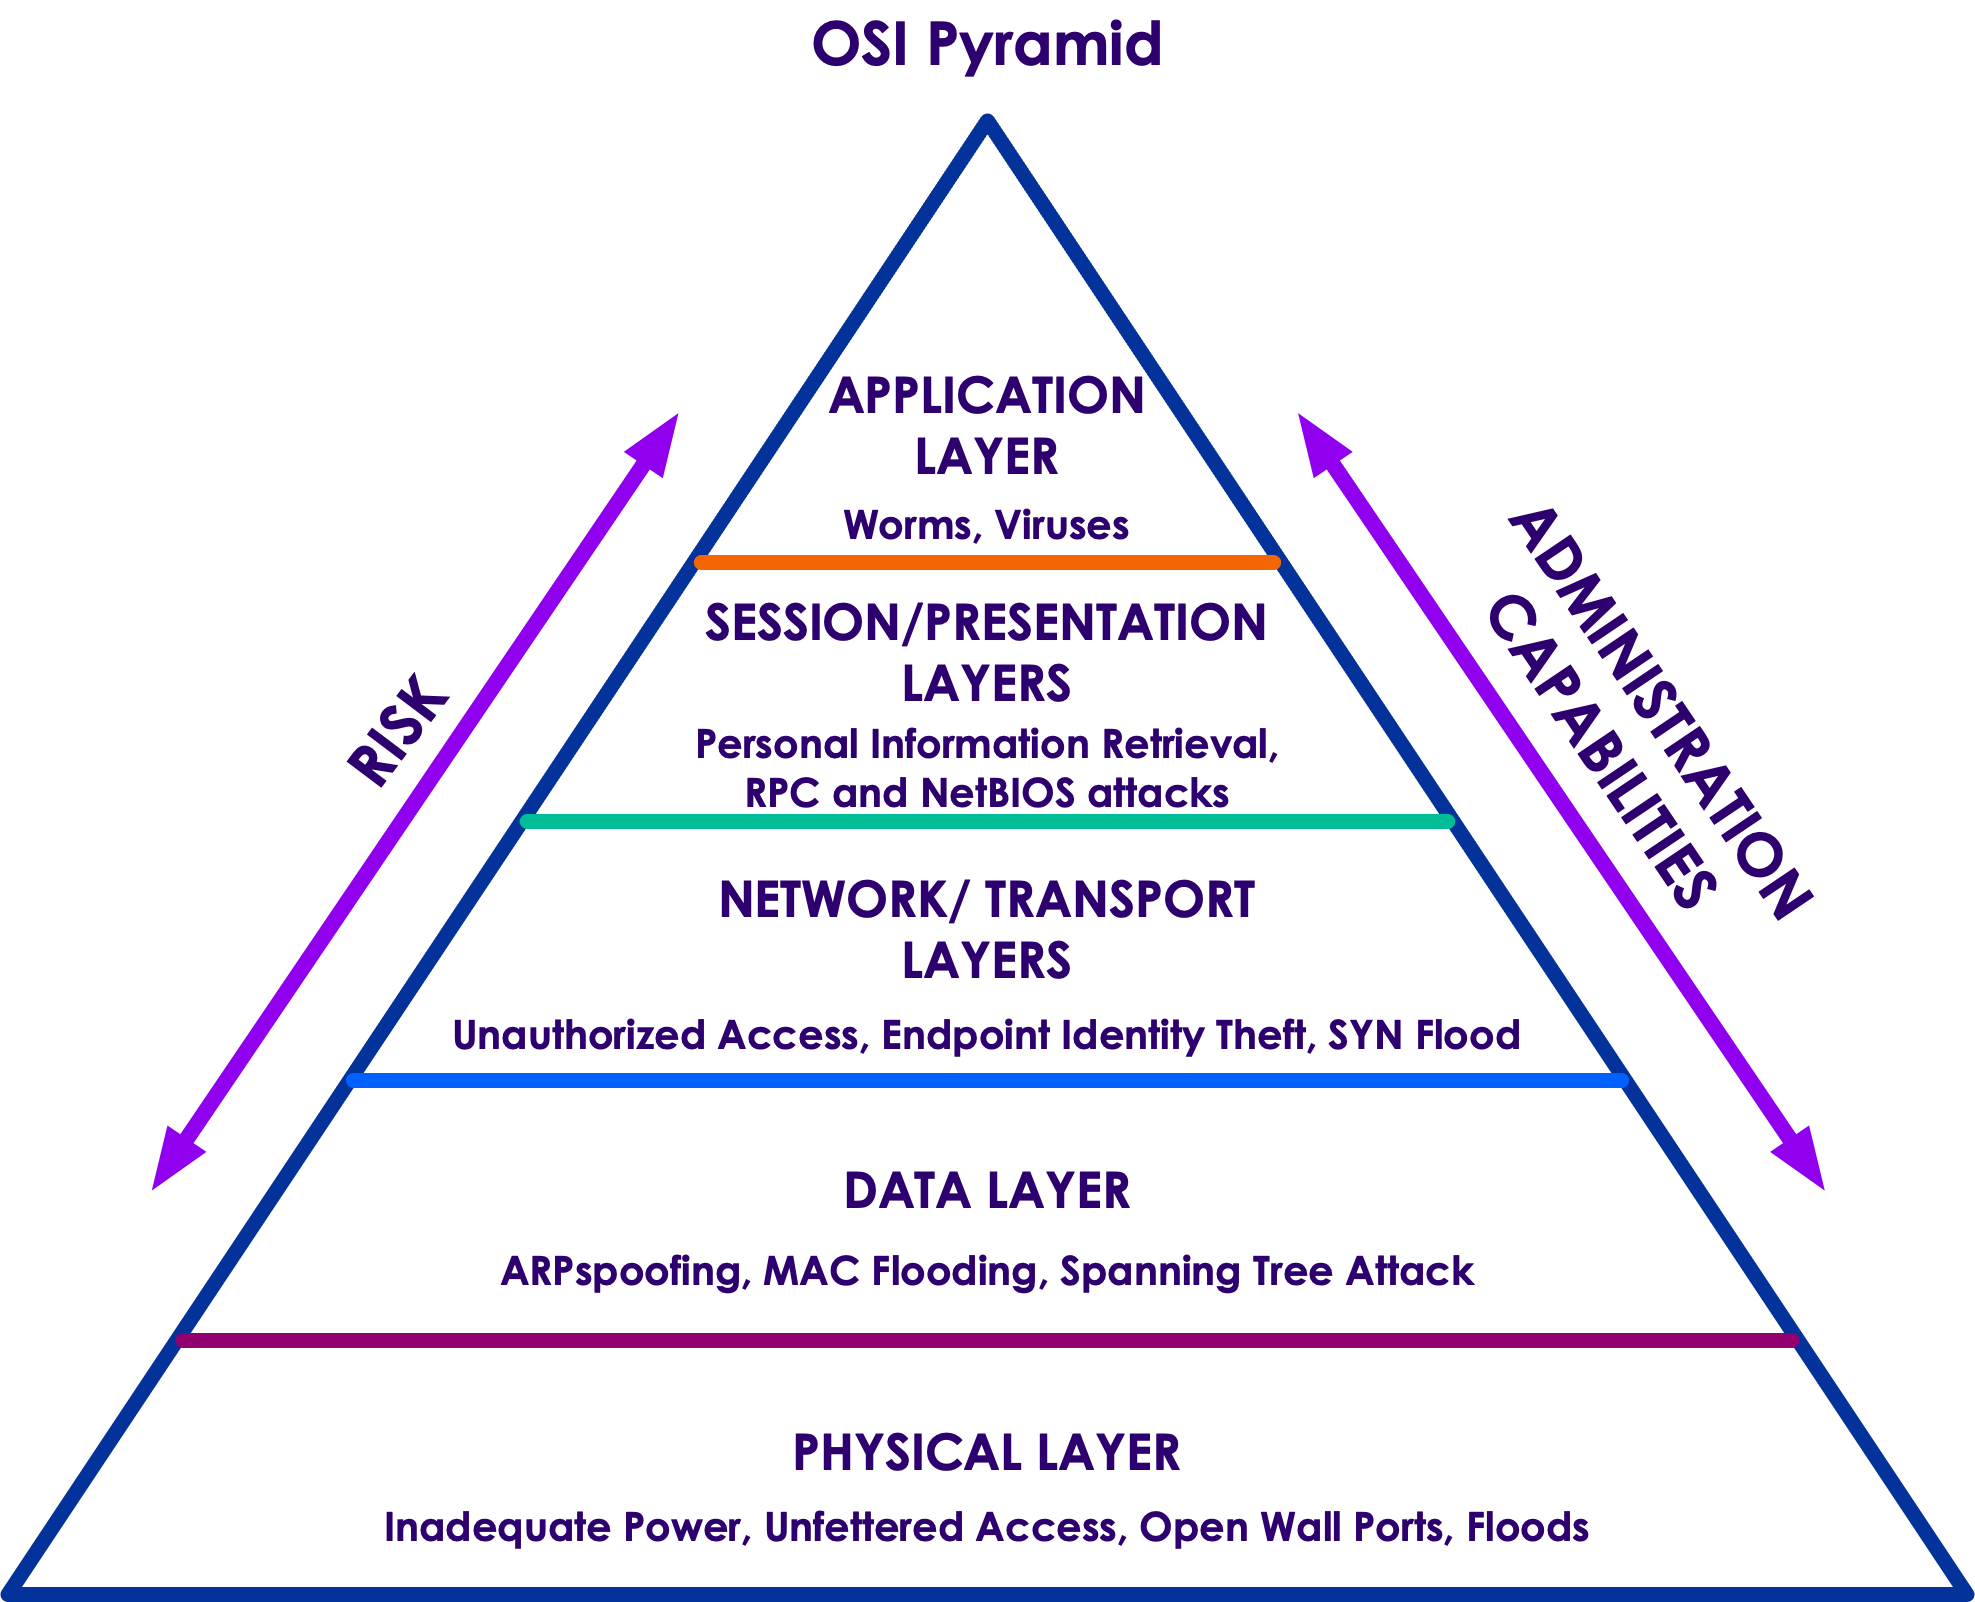 OSI Pyramid
APPLICATION
LAYER
Worms, Viruses
SESSION/PRESENTATION
LAYERS
Personal Information Retrieval,
RPC and NetBIOS attacks
NETWORK/ TRANSPORT
LAYERS
Unauthorized Access, Endpoint Identity Theft, SYN Flood
DATA LAYER
ARPspoofing, MAC Flooding, Spanning Tree Attack
PHYSICAL LAYER
Inadequate Power, Unfettered Access, Open Wall Ports, Floods
RISK
ADMINISTRATION
CAPABILITIES